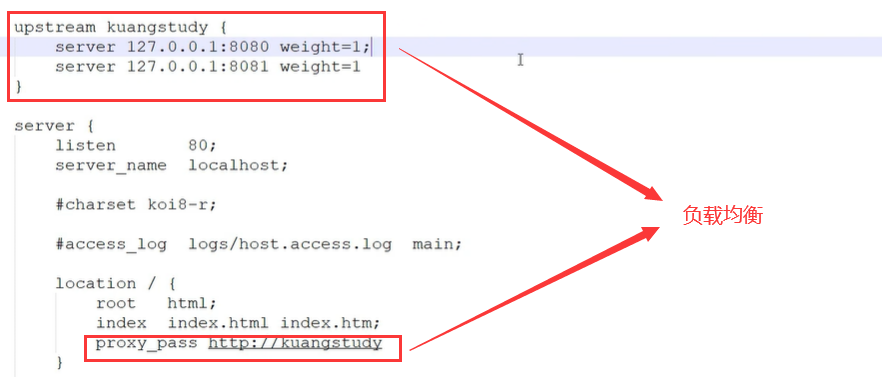 upstream kuangstudy {
    server 127.0.0.1:8080 weight=1;
    server 127.0.0.1:8081 weight=1
}
server {
    listen       80;
    server_name  localhost;
    #charset koi8-r;
    #access_log  logs/host.access.log  main;
    location / {
        root   html;
        index  index.html index.htm;
        proxy_pass http://kuangstudy
    }
负载均衡